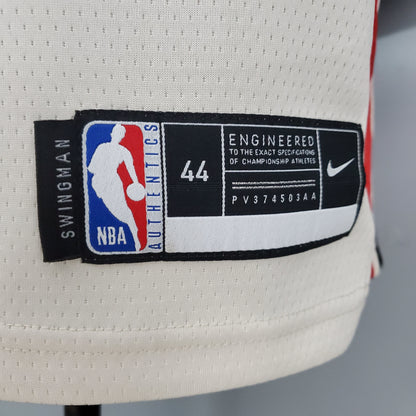 SWINGMAN
NBA
AUTHENTICS
44
ENGINEERED
TO THE EXACT SPECIFICATIONS
OF CHAMPIONSHIP ATHLETES
PV374503AA